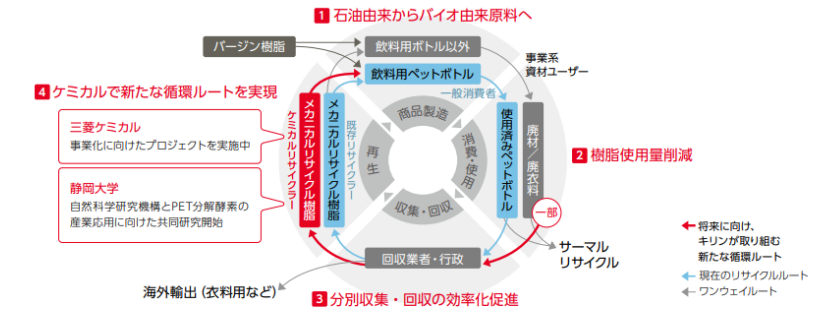 1 石油由来からバイオ由来原料へ
バージン樹脂
飲料用ボトル以外
飲料用ペットボトル
事業系
資材ユーザー
一般消費者
4 ケミカルで新たな循環ルートを実現
三菱ケミカル
事業化に向けたプロジェクトを実施中
静岡大学
自然科学研究機構とPET分解酵素の
産業応用に向けた共同研究開始
ケミカルリサイクラー
メカニカルリサイクル樹脂
メカニカルリサイクル樹脂
既存リサイクラー
商品製造
消費・使用
収集・回収
再生
使用済みペットボトル
廃材/廃衣料
一部
2 樹脂使用量削減
サーマル
リサイクル
回収業者・行政
海外輸出（衣料用など）
3 分別収集・回収の効率化促進
将来に向け、
キリンが取り組む
新たな循環ルート
現在のリサイクルルート
ワンウェイルート